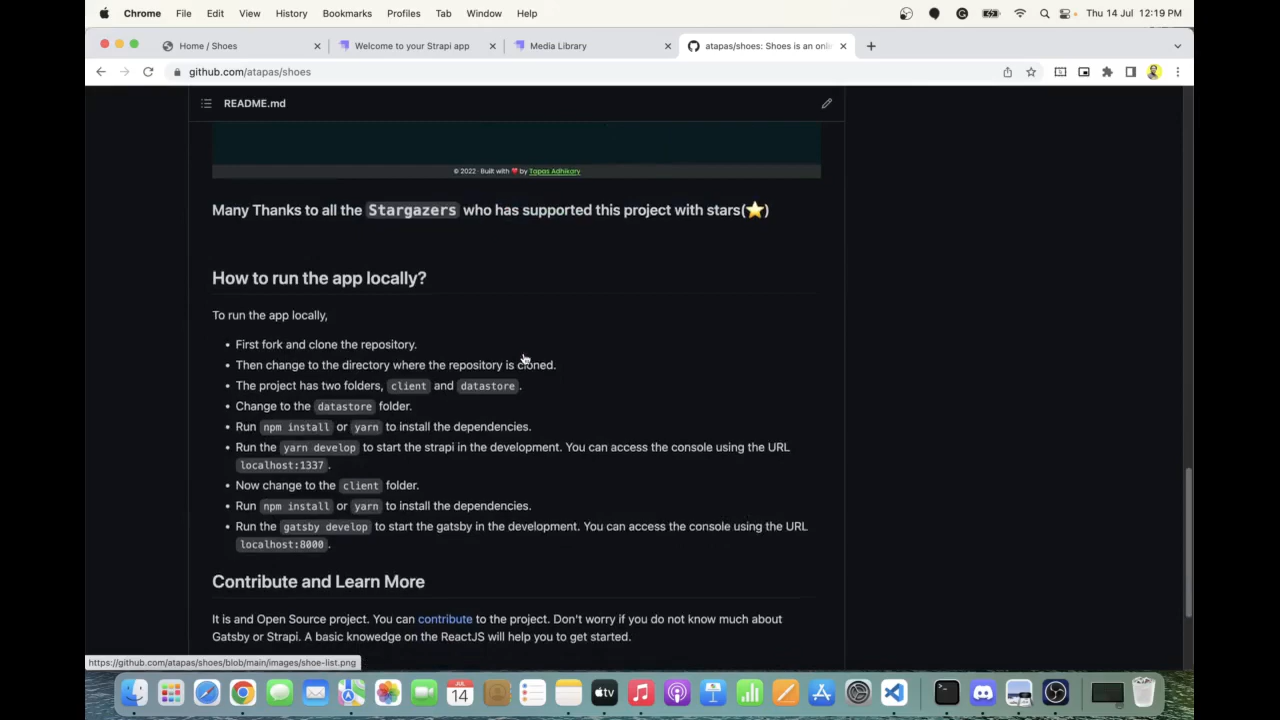 Chrome File Edit View History Bookmarks Profiles Tab Window Help Thu 14 Jul 12:19 PM
Home / Shoes Welcome to your Strapi app Media Library atapas/shoes: Shoes is an onli
github.com/atapas/shoes
README.md
© 2022 · Built with ❤️ by Tapas Adhikary
Many Thanks to all the Stargazers who has supported this project with stars(⭐)
How to run the app locally?
To run the app locally,
• First fork and clone the repository.
• Then change to the directory where the repository is cloned.
• The project has two folders, client and datastore.
• Change to the datastore folder.
• Run npm install or yarn to install the dependencies.
• Run the yarn develop to start the strapi in the development. You can access the console using the URL
localhost:1337.
• Now change to the client folder.
• Run npm install or yarn to install the dependencies.
• Run the gatsby develop to start the gatsby in the development. You can access the console using the URL
localhost:8000.
Contribute and Learn More
It is and Open Source project. You can contribute to the project. Don't worry if you do not know much about
Gatsby or Strapi. A basic knowedge on the ReactJS will help you to get started.
https://github.com/atapas/shoes/blob/main/images/shoe-list.png
JUL
14
tv